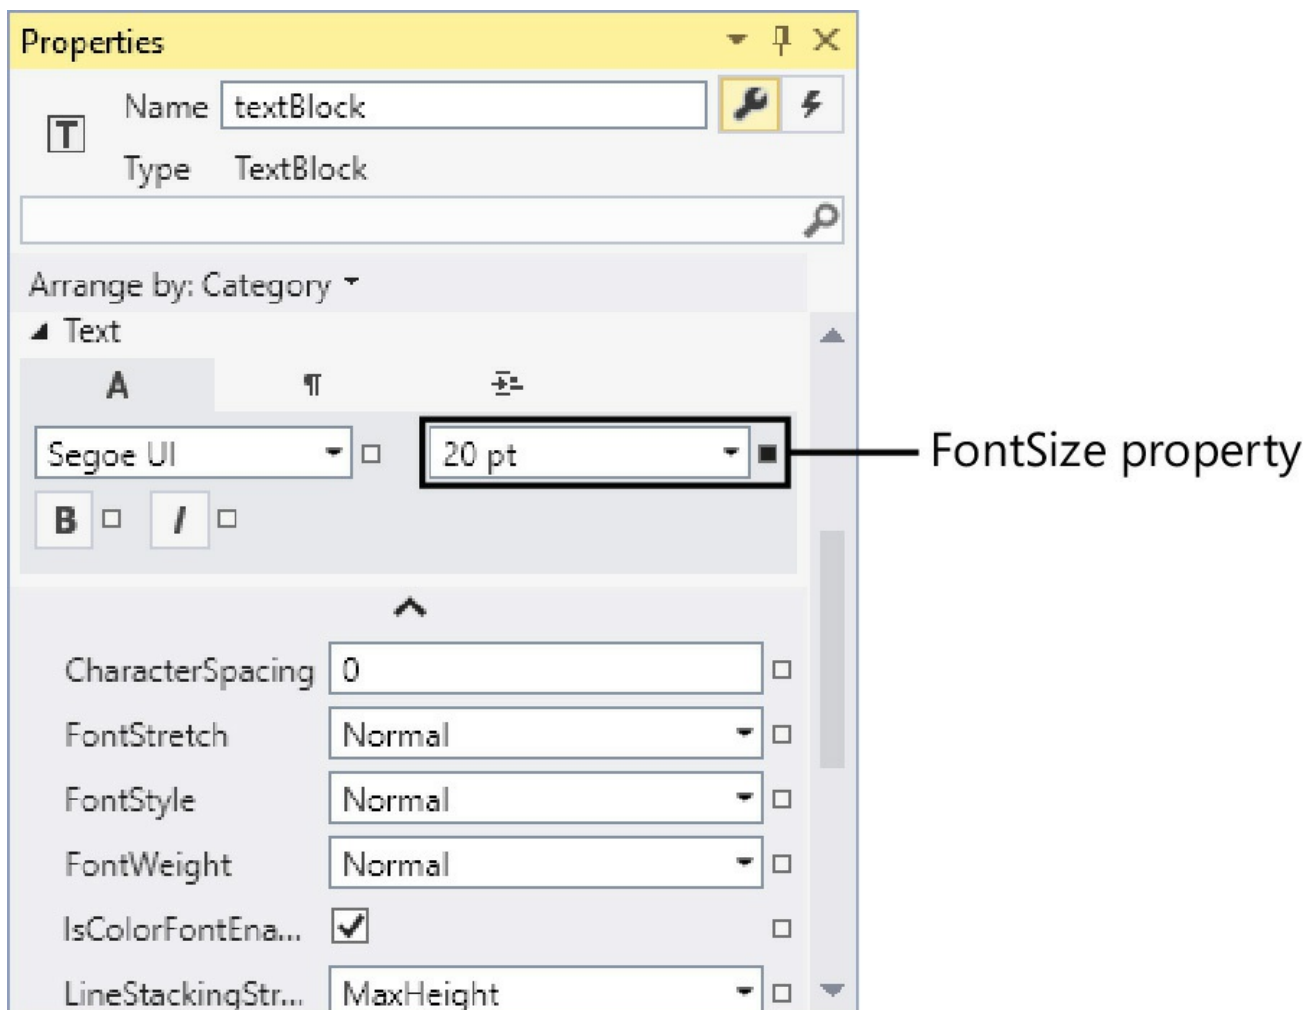 Properties
Name textBlock
T
Type TextBlock
Arrange by: Category
Text
A ¶
Segoe UI 20 pt FontSize property
B I
CharacterSpacing 0
FontStretch Normal
FontStyle Normal
FontWeight Normal
IsColorFontEna...
LineStackingStr... MaxHeight